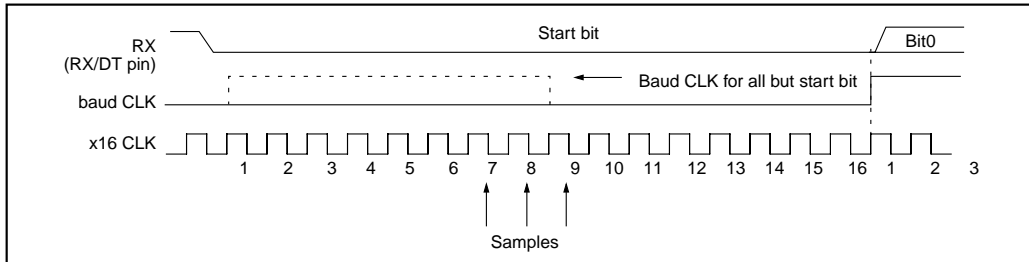 Start bit
RX
(RX/DT pin)
Bit0
Baud CLK for all but start bit
baud CLK
x16 CLK
1 2 3 4 5 6 7 8 9 10 11 12 13 14 15 16 1 2 3
Samples